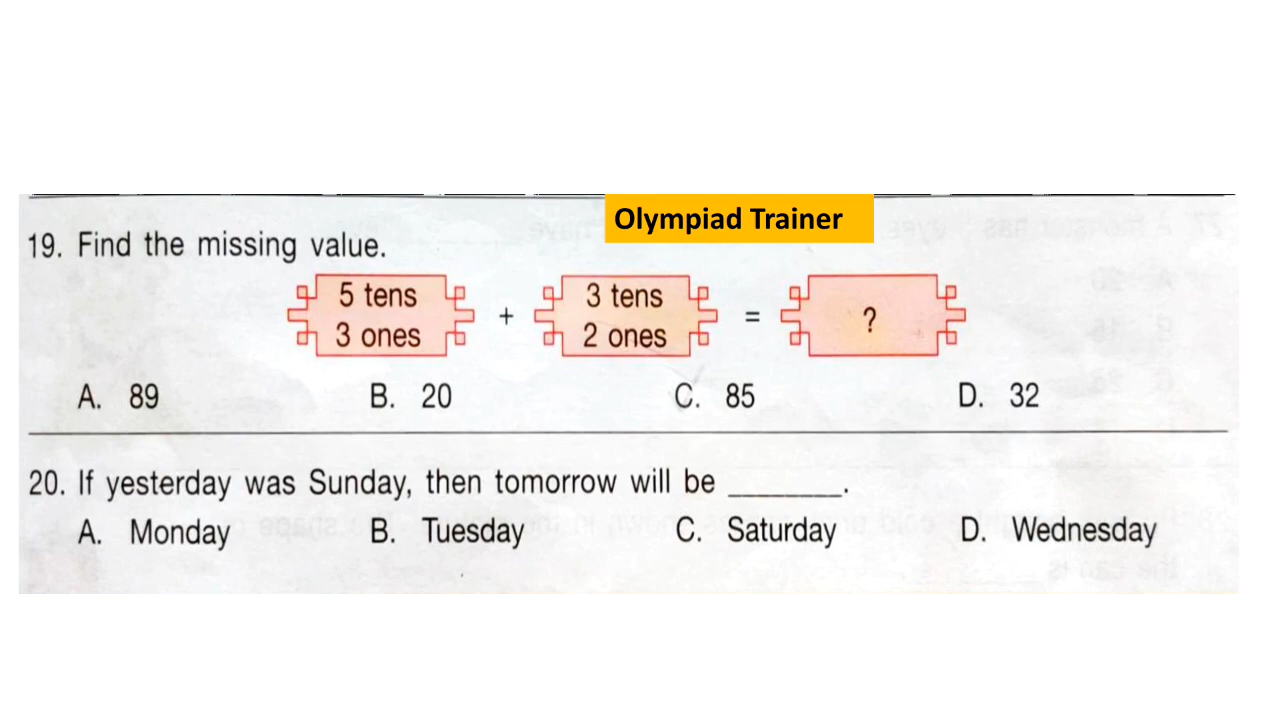 Olympiad Trainer
19. Find the missing value.
5 tens 3 tens
+ = ?
3 ones 2 ones
A. 89 B. 20 C. 85 D. 32
20. If yesterday was Sunday, then tomorrow will be ________.
A. Monday B. Tuesday C. Saturday D. Wednesday